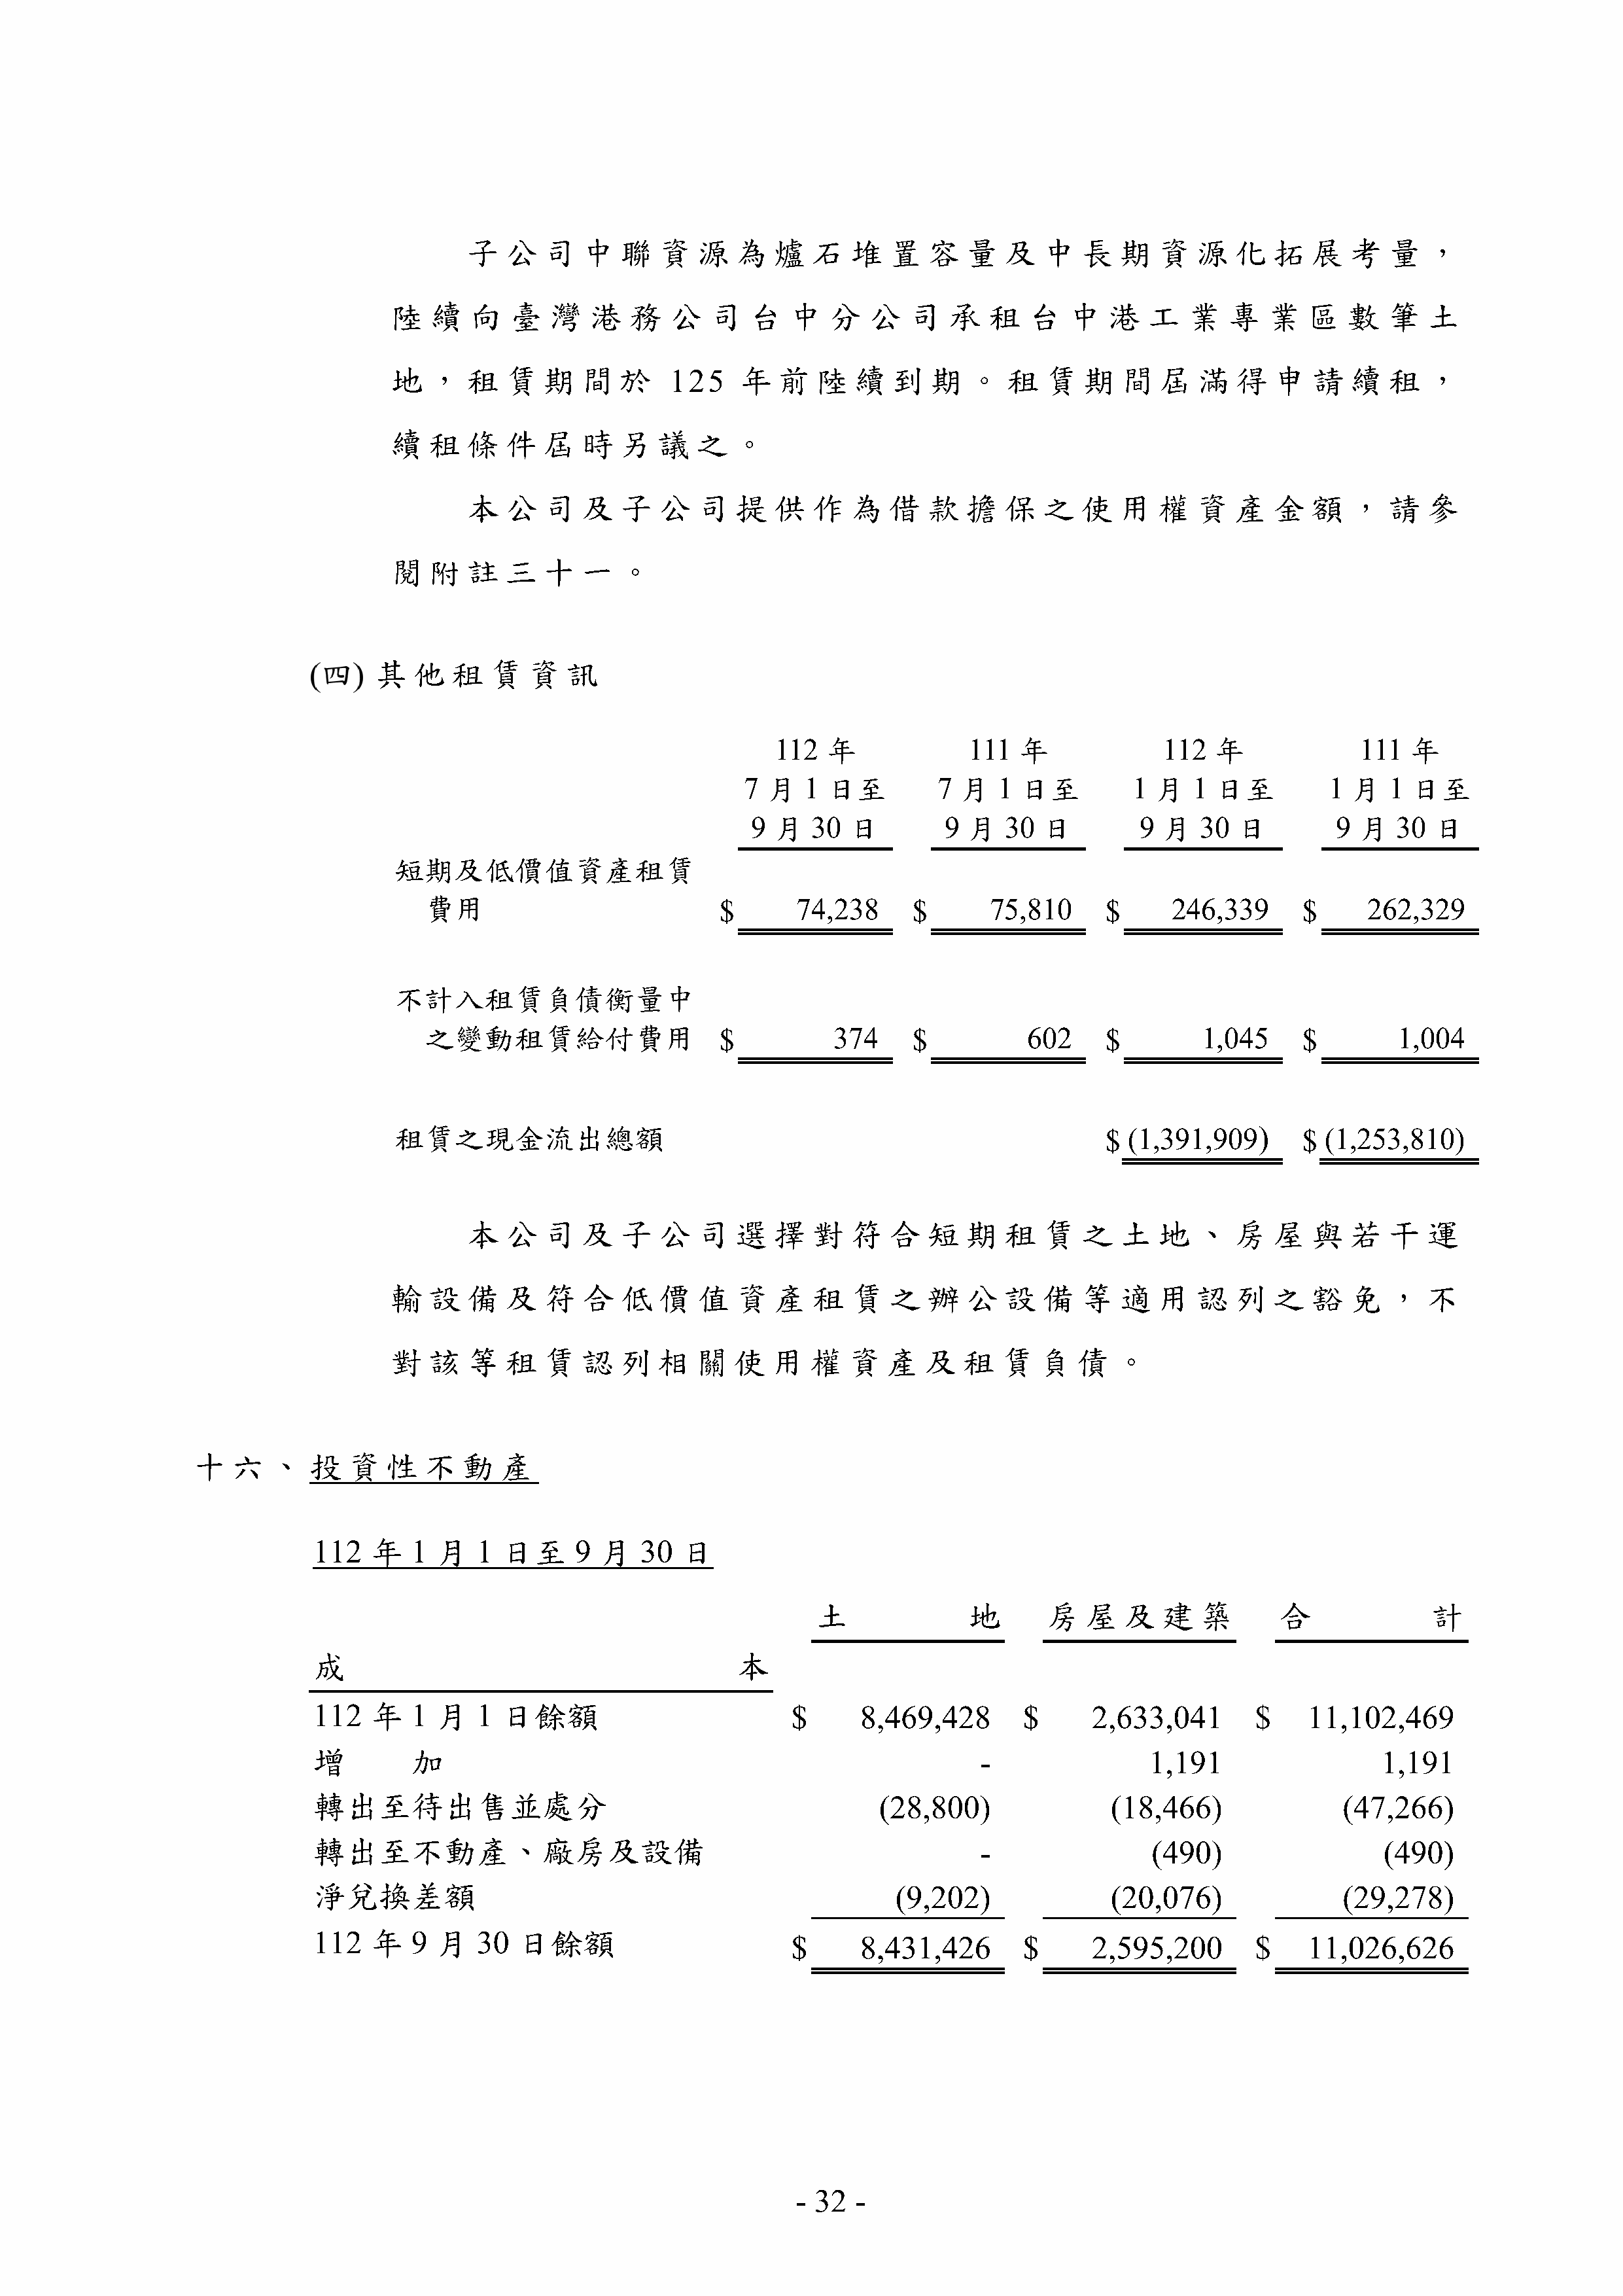 子公司中聯資源為爐石堆置容量及中長期資源化拓展考量，
陸續向臺灣港務公司台中分公司承租台中港工業專業區數筆土
地，租賃期間於 125 年前陸續到期。租賃期間屆滿得申請續租，
續租條件屆時另議之。
本公司及子公司提供作為借款擔保之使用權資產金額，請參
閱附註三十一。
(四) 其他租賃資訊
112 年 111 年 112 年 111 年
7 月 1 日至 7 月 1 日至 1 月 1 日至 1 月 1 日至
9 月 30 日 9 月 30 日 9 月 30 日 9 月 30 日
短期及低價值資產租賃
費用 $ 74,238 $ 75,810 $ 246,339 $ 262,329
不計入租賃負債衡量中
之變動租賃給付費用 $ 374 $ 602 $ 1,045 $ 1,004
租賃之現金流出總額 $ (1,391,909) $ (1,253,810)
本公司及子公司選擇對符合短期租賃之土地、房屋與若干運
輸設備及符合低價值資產租賃之辦公設備等適用認列之豁免，不
對該等租賃認列相關使用權資產及租賃負債。
十六、投資性不動產
112 年 1 月 1 日至 9 月 30 日
土地 房屋及建築 合計
成本
112 年 1 月 1 日餘額 $ 8,469,428 $ 2,633,041 $ 11,102,469
增加 - 1,191 1,191
轉出至待出售並處分 (28,800) (18,466) (47,266)
轉出至不動產、廠房及設備 - (490) (490)
淨兌換差額 (9,202) (20,076) (29,278)
112 年 9 月 30 日餘額 $ 8,431,426 $ 2,595,200 $ 11,026,626
- 32 -